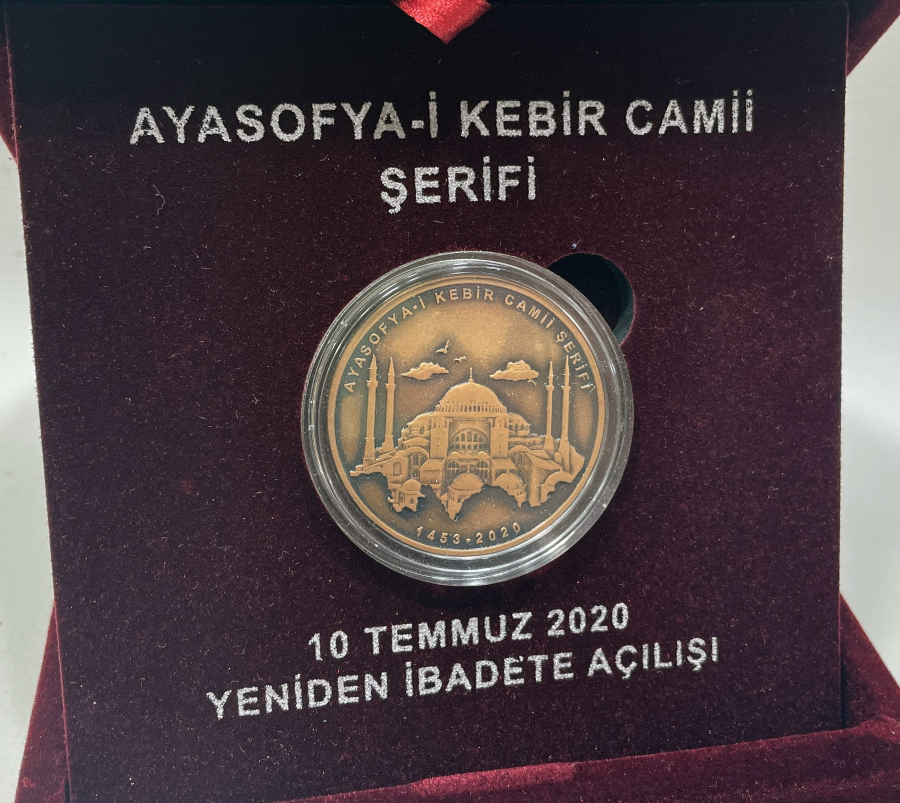 AYASOFYA-İ KEBİR CAMİİ
ŞERİFİ
AYASOFYA-İ KEBİR CAMİİ ŞERİFİ
1453-2020
10 TEMMUZ 2020
YENİDEN İBADETE AÇILIŞI